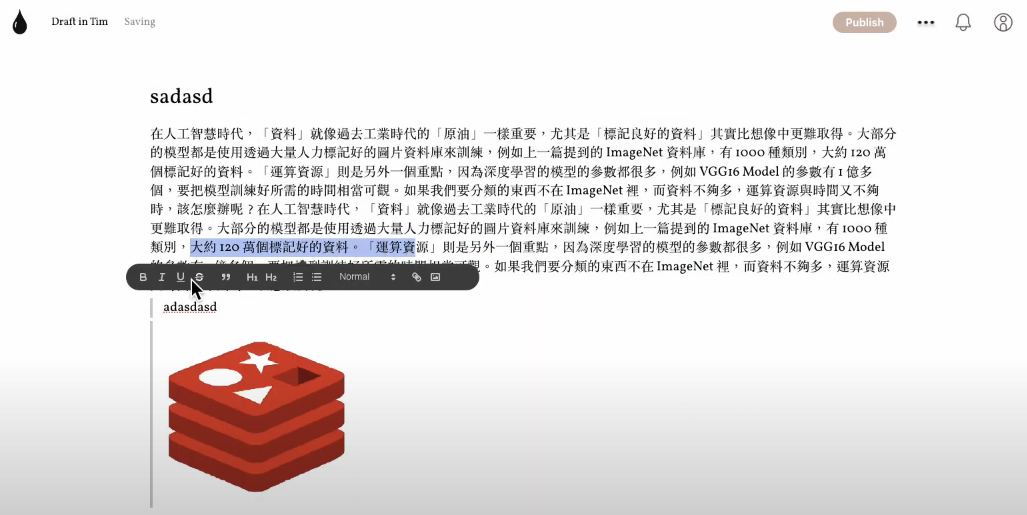 Draft in Tim
Saving
Publish
sadasd
在人工智慧時代，「資料」就像過去工業時代的「原油」一樣重要，尤其是「標記良好的資料」其實比想像中更難取得。大部分
的模型都是使用透過大量人力標記好的圖片資料庫來訓練，例如上一篇提到的 ImageNet 資料庫，有 1000 種類別，大約 120 萬
個標記好的資料。「運算資源」則是另外一個重點，因為深度學習的模型的參數都很多，例如 VGG16 Model 的參數有 1 億多
個，要把模型訓練好所需的時間相當可觀。如果我們要分類的東西不在 ImageNet 裡，而資料不夠多，運算資源與時間又不夠
時，該怎麼辦呢？在人工智慧時代，「資料」就像過去工業時代的「原油」一樣重要，尤其是「標記良好的資料」其實比想像中
更難取得。大部分的模型都是使用透過大量人力標記好的圖片資料庫來訓練，例如上一篇提到的 ImageNet 資料庫，有 1000 種
類別，大約 120 萬個標記好的資料。「運算資源」則是另外一個重點，因為深度學習的模型的參數都很多，例如 VGG16 Model
。如果我們要分類的東西不在 ImageNet 裡，而資料不夠多，運算資源
B I U S ” H1 H2 Normal
adasdasd